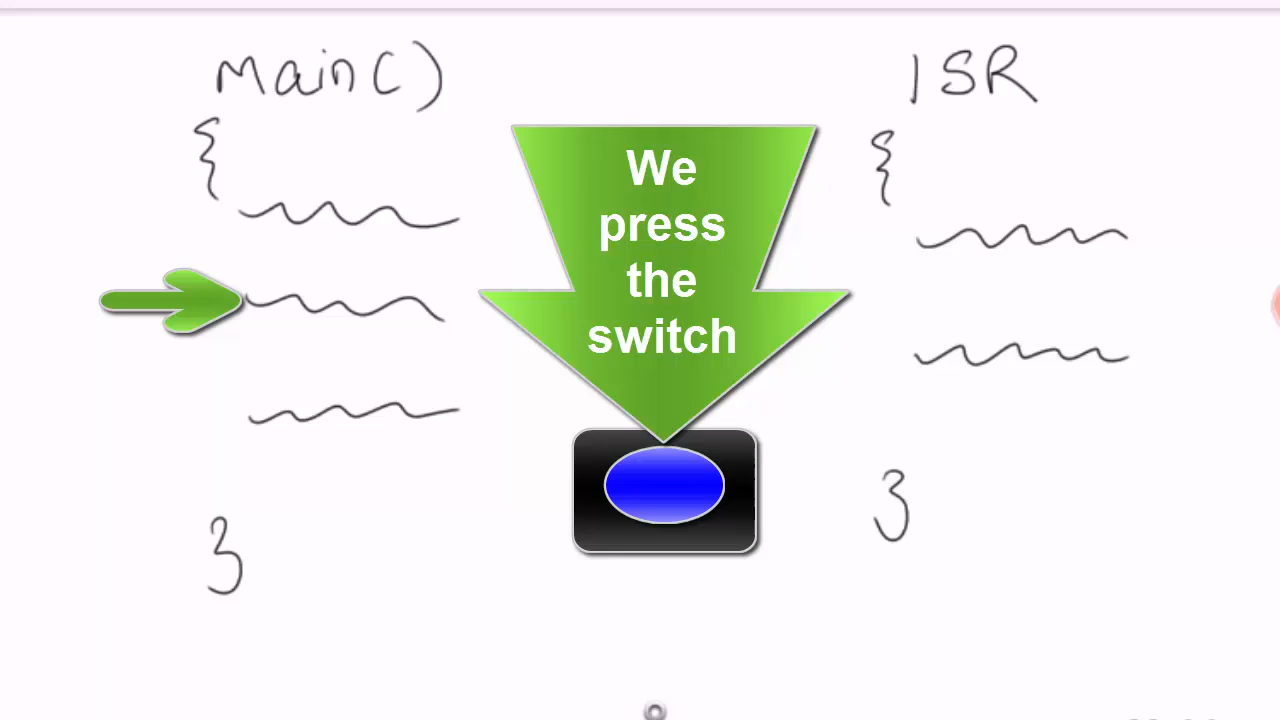 Main()
ISR
{
{
We
press
the
switch
}
}